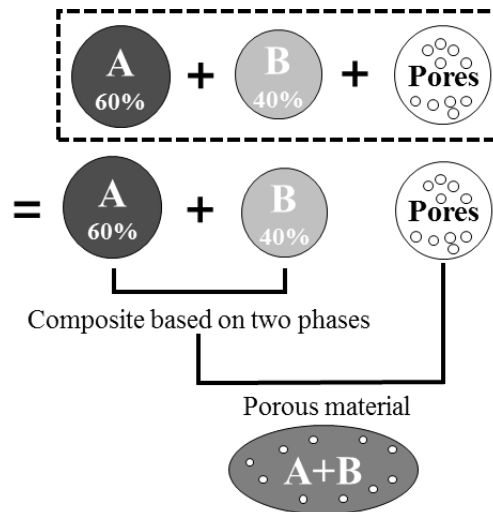 A
60%
+
B
40%
+
Pores
=
A
60%
+
B
40%
Pores
Composite based on two phases
Porous material
A+B